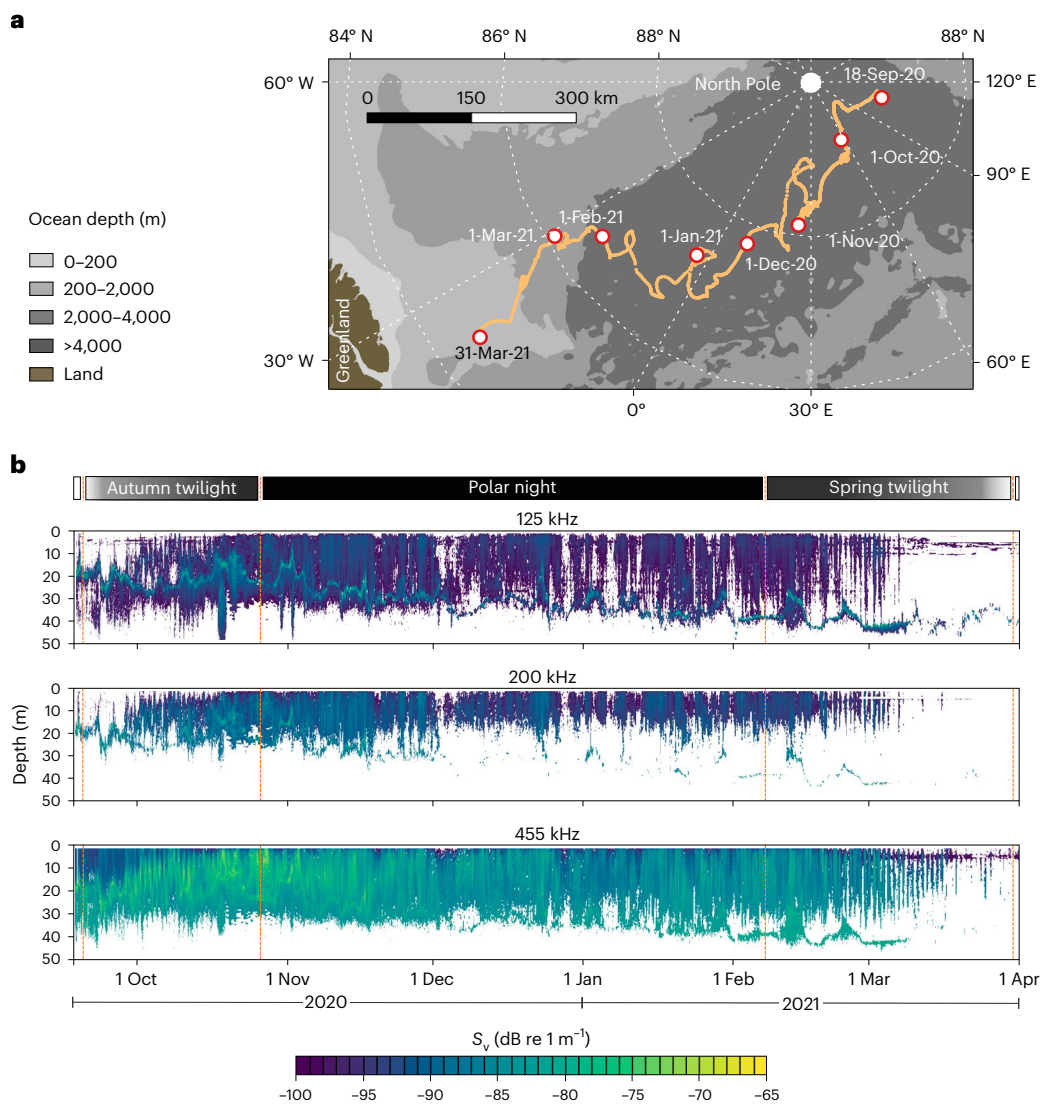 a
84° N 86° N 88° N 88° N
60° W
0 150 300 km
North Pole
18-Sep-20
120° E
1-Oct-20
90° E
Ocean depth (m)
0–200
200–2,000
2,000–4,000
>4,000
Land
1-Mar-21
1-Feb-21
1-Jan-21
1-Dec-20
1-Nov-20
Greenland
31-Mar-21
30° W
60° E
0° 30° E
b
Autumn twilight Polar night Spring twilight
125 kHz
0
10
20
30
40
50
200 kHz
0
10
20
30
40
50
Depth (m)
455 kHz
0
10
20
30
40
50
1 Oct 1 Nov 1 Dec 1 Jan 1 Feb 1 Mar 1 Apr
2020 2021
Sv (dB re 1 m−1)
−100 −95 −90 −85 −80 −75 −70 −65